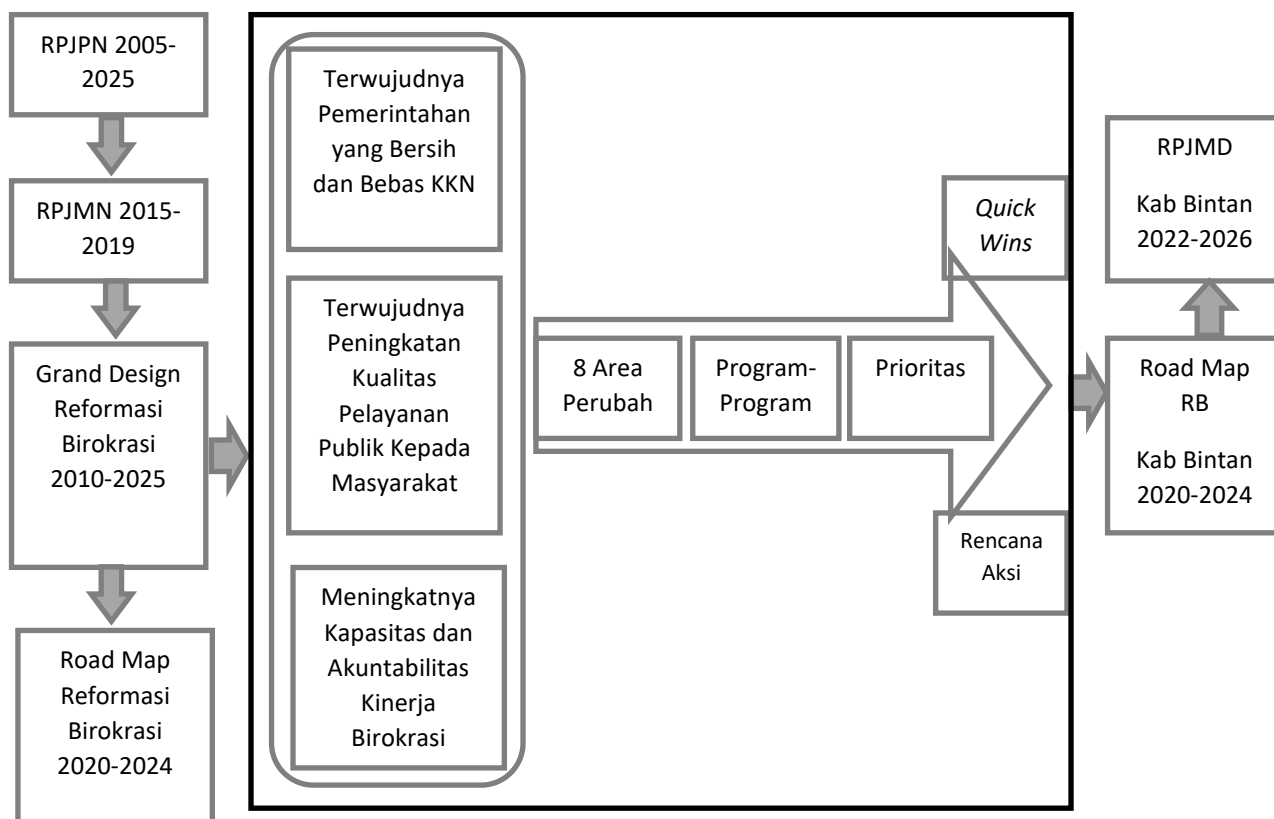 RPJPN 2005-
2025
RPJMN 2015-
2019
Grand Design
Reformasi
Birokrasi
2010-2025
Road Map
Reformasi
Birokrasi
2020-2024
Terwujudnya
Pemerintahan
yang Bersih
dan Bebas KKN
Terwujudnya
Peningkatan
Kualitas
Pelayanan
Publik Kepada
Masyarakat
Meningkatnya
Kapasitas dan
Akuntabilitas
Kinerja
Birokrasi
8 Area
Perubah
Program-
Program
Prioritas
Quick
Wins
Rencana
Aksi
RPJMD
Kab Bintan
2022-2026
Road Map
RB
Kab Bintan
2020-2024